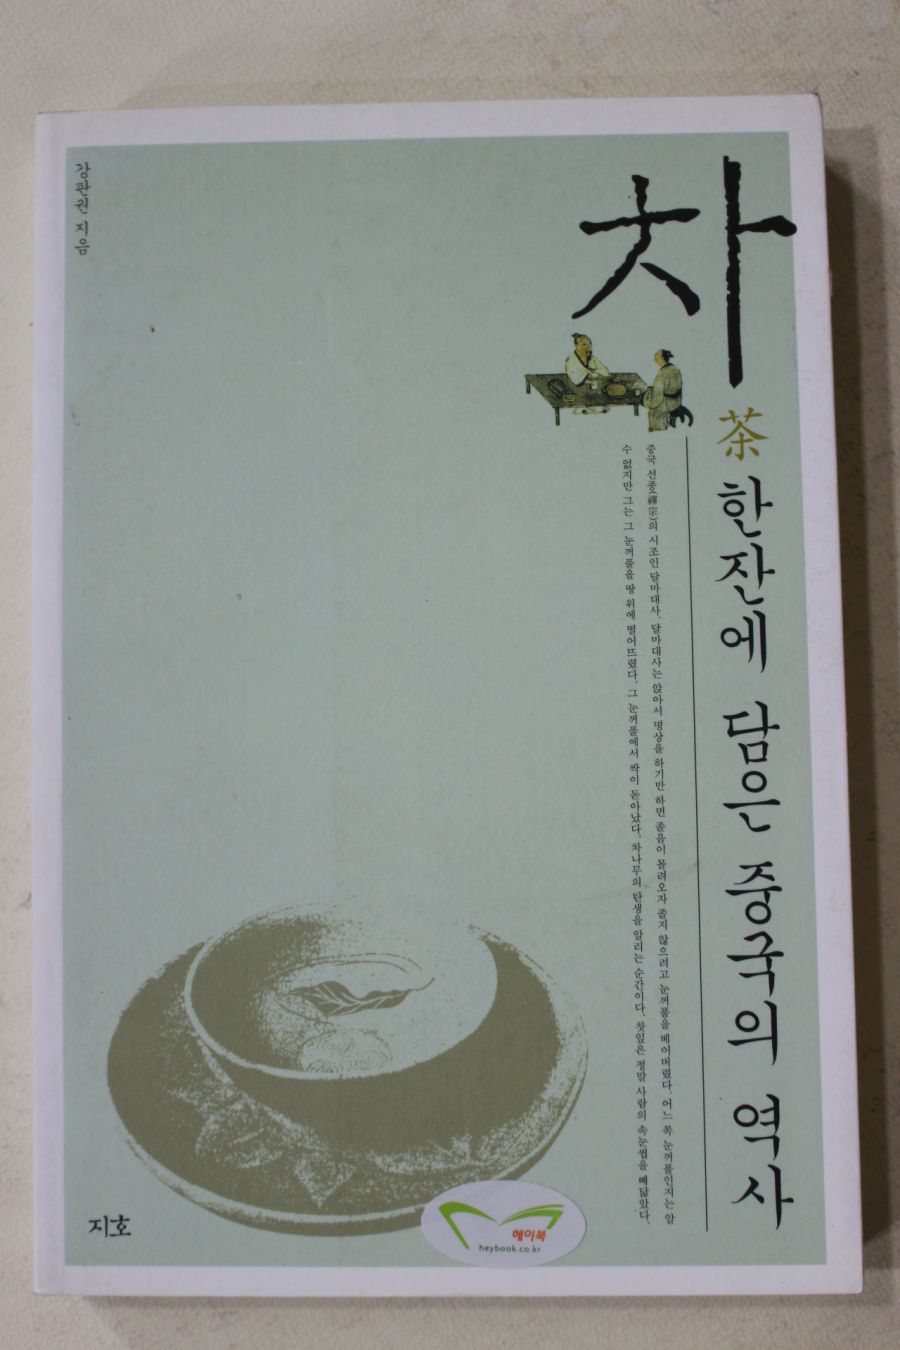 강판권 지음
차
茶
한잔에 담은 중국의 역사
중국 선종(禪宗)의 시조인 달마대사. 달마대사는 앉아서 명상을 하기만 하면 졸음이 몰려오자 졸지 않으려고 눈꺼풀을 베어버렸다. 어느 쪽 눈꺼풀인지는 알
수 없지만 그는 그 눈꺼풀을 땅 위에 떨어뜨렸다. 그 눈꺼풀에서 싹이 돋아났다. 차나무의 탄생을 알리는 순간이다. 찻잎은 정말 사람의 속눈썹을 빼닮았다.
지호
헤이북
heybook.co.kr